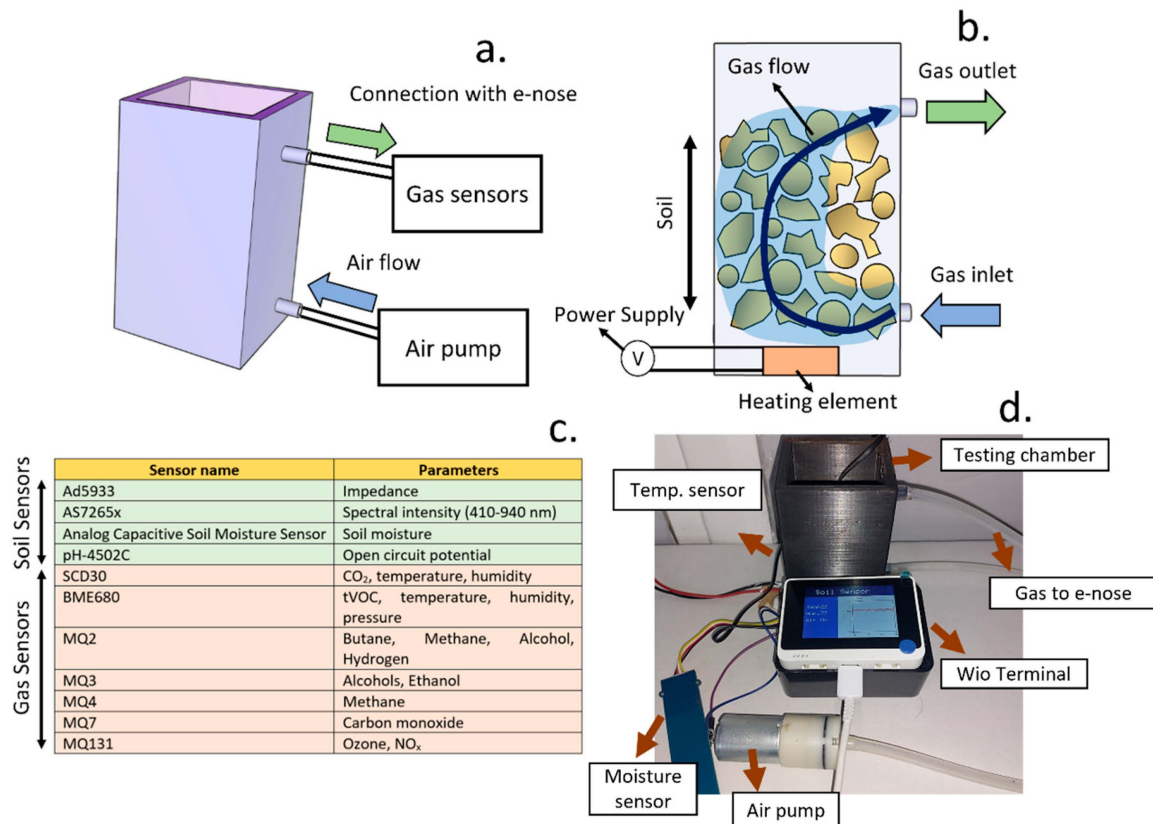 a.
Connection with e-nose
Gas sensors
Air flow
Air pump
b.
Gas flow
Gas outlet
Soil
Gas inlet
Power Supply
V
Heating element
c.
Soil Sensors
Gas Sensors
Sensor name Parameters
Ad5933 Impedance
AS7265x Spectral intensity (410-940 nm)
Analog Capacitive Soil Moisture Sensor Soil moisture
pH-4502C Open circuit potential
SCD30 CO₂, temperature, humidity
BME680 tVOC, temperature, humidity,
pressure
MQ2 Butane, Methane, Alcohol,
Hydrogen
MQ3 Alcohols, Ethanol
MQ4 Methane
MQ7 Carbon monoxide
MQ131 Ozone, NOₓ
d.
Testing chamber
Temp. sensor
Gas to e-nose
Soil Sensor
Wio Terminal
Moisture
sensor
Air pump